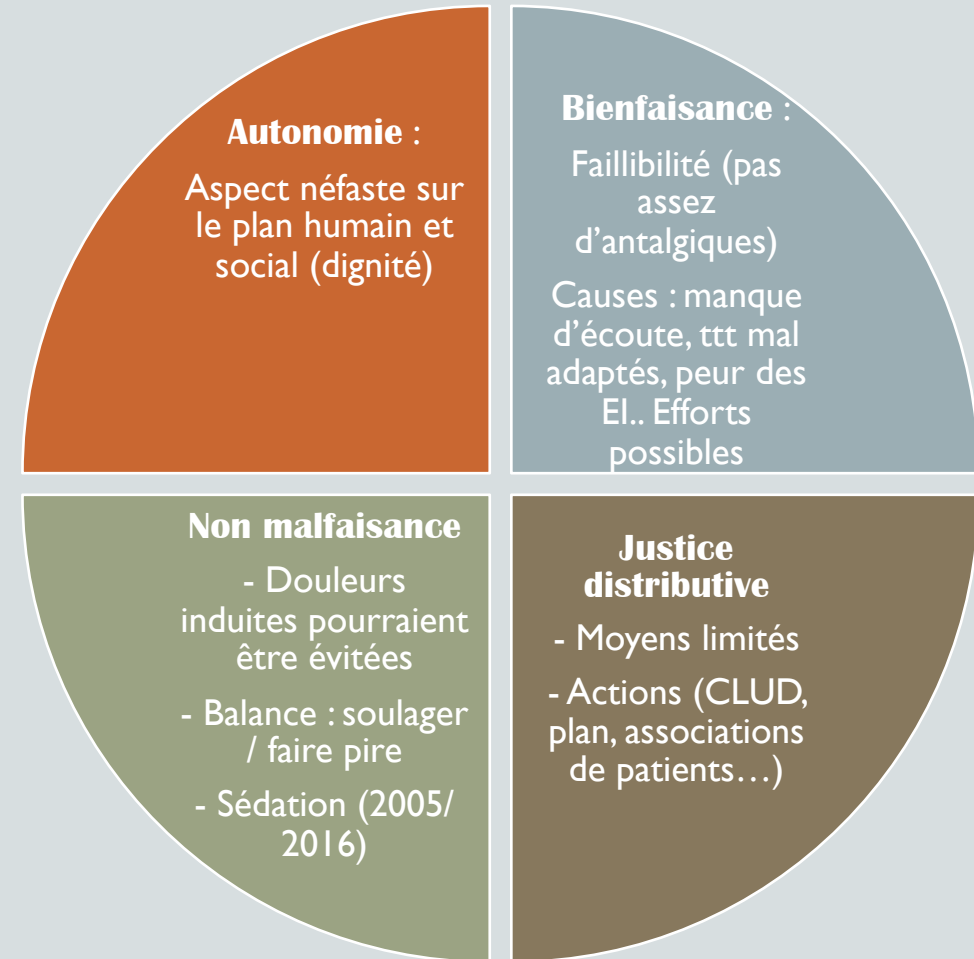 Autonomie :
Aspect néfaste sur
le plan humain et
social (dignité)
Bienfaisance :
Faillibilité (pas
assez
d'antalgiques)
Causes : manque
d'écoute, ttt mal
adaptés, peur des
EI.. Efforts
possibles
Non malfaisance
- Douleurs
induites pourraient
être évitées
- Balance : soulager
/ faire pire
- Sédation (2005/
2016)
Justice
distributive
- Moyens limités
- Actions (CLUD,
plan, associations
de patients…)